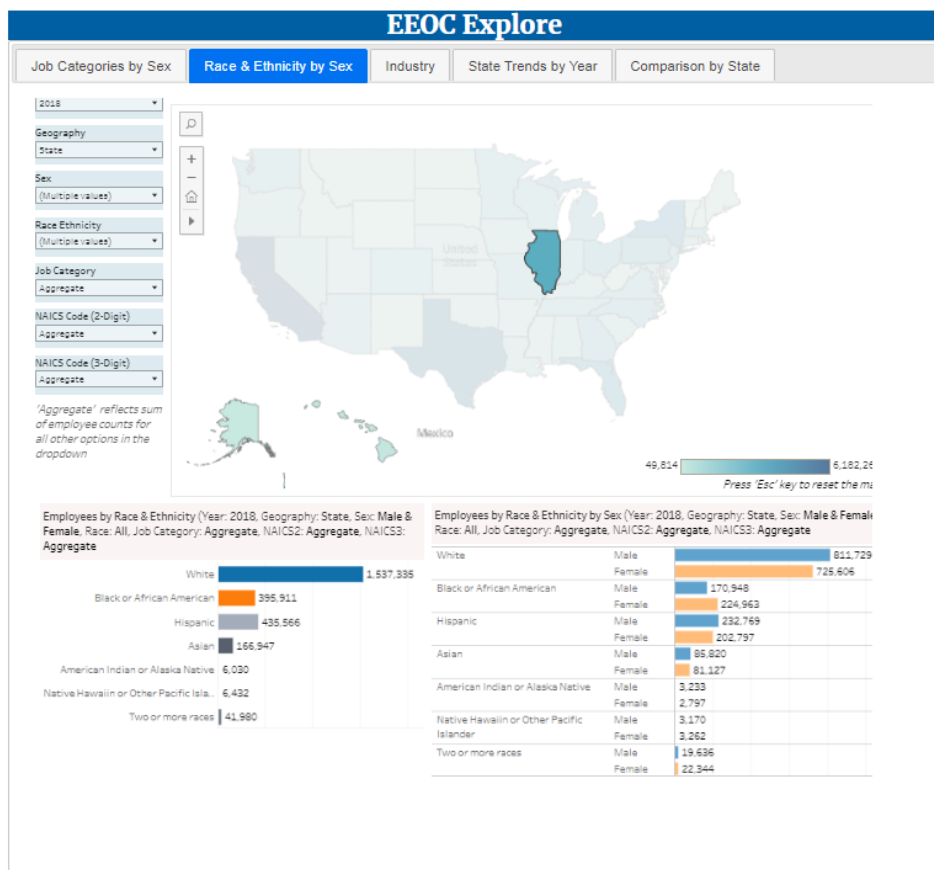 EEOC Explore
Job Categories by Sex
Race & Ethnicity by Sex
Industry
State Trends by Year
Comparison by State
2018
Geography
State
Sex
(Multiple values)
Race Ethnicity
(Multiple values)
Job Category
Aggregate
NAICS Code (2-Digit)
Aggregate
NAICS Code (3-Digit)
Aggregate
'Aggregate' reflects sum
of employee counts for
all other options in the
dropdown
United
States
Mexico
49,814
6,182,26
Press 'Esc' key to reset the ma
Employees by Race & Ethnicity (Year: 2018, Geography: State, Sex: Male &
Female, Race: All, Job Category: Aggregate, NAICS2: Aggregate, NAICS3:
Aggregate
White 1,537,335
Black or African American 395,911
Hispanic 435,566
Asian 166,947
American Indian or Alaska Native 6,030
Native Hawaiin or Other Pacific Isla.. 6,432
Two or more races 41,980
Employees by Race & Ethnicity by Sex (Year: 2018, Geography: State, Sex: Male & Female
Race: All, Job Category: Aggregate, NAICS2: Aggregate, NAICS3: Aggregate
White Male 811,729
Female 725,606
Black or African American Male 170,948
Female 224,963
Hispanic Male 232,769
Female 202,797
Asian Male 85,820
Female 81,127
American Indian or Alaska Native Male 3,233
Female 2,797
Native Hawaiin or Other Pacific Male 3,170
Islander Female 3,262
Two or more races Male 19,636
Female 22,344